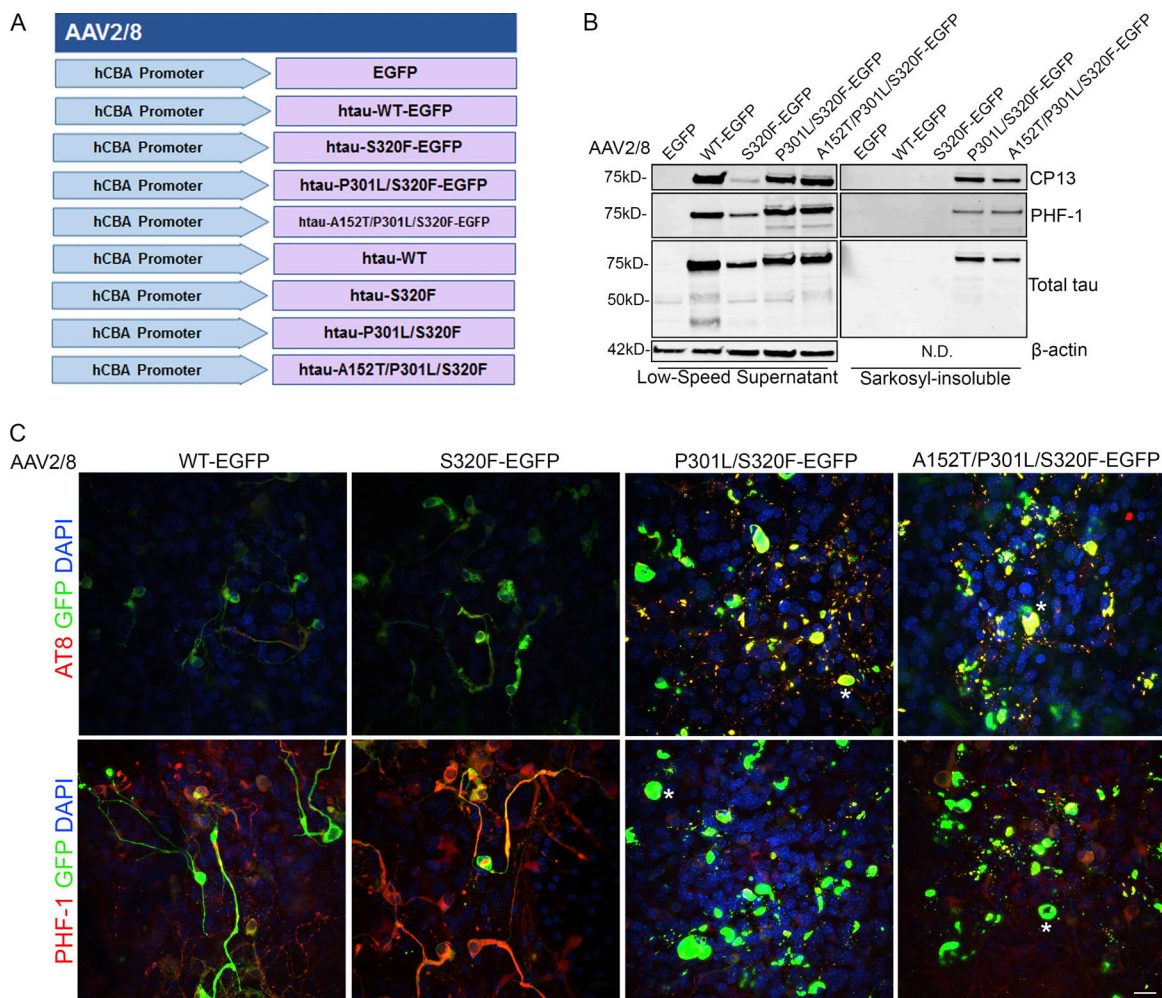 A
AAV2/8
hCBA Promoter EGFP
hCBA Promoter htau-WT-EGFP
hCBA Promoter htau-S320F-EGFP
hCBA Promoter htau-P301L/S320F-EGFP
hCBA Promoter htau-A152T/P301L/S320F-EGFP
hCBA Promoter htau-WT
hCBA Promoter htau-S320F
hCBA Promoter htau-P301L/S320F
hCBA Promoter htau-A152T/P301L/S320F
B
AAV2/8 EGFP WT-EGFP S320F-EGFP P301L/S320F-EGFP A152T/P301L/S320F-EGFP EGFP WT-EGFP S320F-EGFP P301L/S320F-EGFP A152T/P301L/S320F-EGFP
75kD- CP13
75kD- PHF-1
75kD- Total tau
50kD-
42kD- N.D. β-actin
Low-Speed Supernatant Sarkosyl-insoluble
C
AAV2/8 WT-EGFP S320F-EGFP P301L/S320F-EGFP A152T/P301L/S320F-EGFP
AT8 GFP DAPI
* *
PHF-1 GFP DAPI
* *